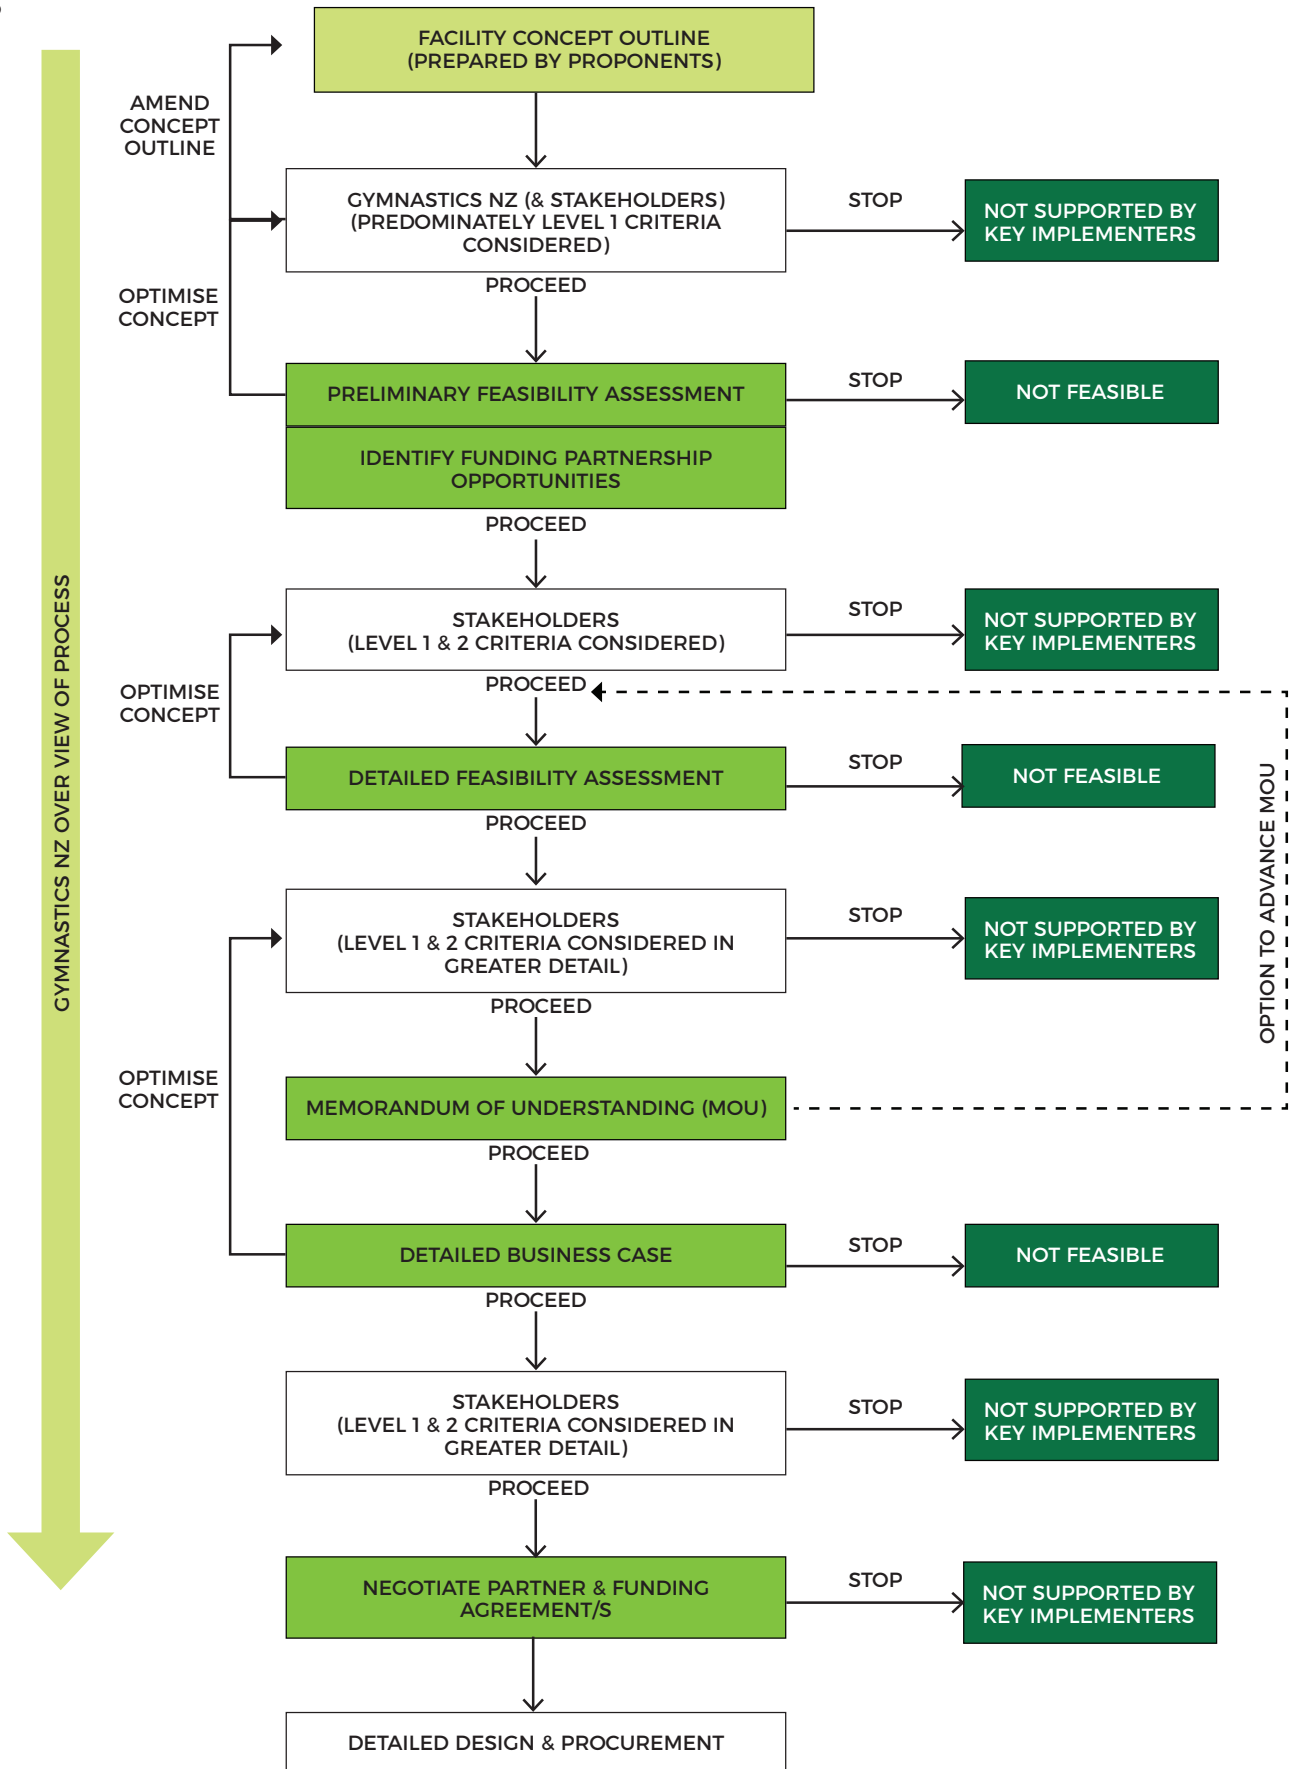 FACILITY CONCEPT OUTLINE
(PREPARED BY PROPONENTS)
AMEND
CONCEPT
OUTLINE
GYMNASTICS NZ (& STAKEHOLDERS)
(PREDOMINATELY LEVEL 1 CRITERIA
CONSIDERED)
STOP
NOT SUPPORTED BY
KEY IMPLEMENTERS
PROCEED
OPTIMISE
CONCEPT
PRELIMINARY FEASIBILITY ASSESSMENT
STOP
NOT FEASIBLE
IDENTIFY FUNDING PARTNERSHIP
OPPORTUNITIES
PROCEED
GYMNASTICS NZ OVER VIEW OF PROCESS
STAKEHOLDERS
(LEVEL 1 & 2 CRITERIA CONSIDERED)
STOP
NOT SUPPORTED BY
KEY IMPLEMENTERS
PROCEED
OPTIMISE
CONCEPT
DETAILED FEASIBILITY ASSESSMENT
STOP
NOT FEASIBLE
OPTION TO ADVANCE MOU
PROCEED
STAKEHOLDERS
(LEVEL 1 & 2 CRITERIA CONSIDERED IN
GREATER DETAIL)
STOP
NOT SUPPORTED BY
KEY IMPLEMENTERS
PROCEED
OPTIMISE
CONCEPT
MEMORANDUM OF UNDERSTANDING (MOU)
PROCEED
DETAILED BUSINESS CASE
STOP
NOT FEASIBLE
PROCEED
STAKEHOLDERS
(LEVEL 1 & 2 CRITERIA CONSIDERED IN
GREATER DETAIL)
STOP
NOT SUPPORTED BY
KEY IMPLEMENTERS
PROCEED
NEGOTIATE PARTNER & FUNDING
AGREEMENT/S
STOP
NOT SUPPORTED BY
KEY IMPLEMENTERS
DETAILED DESIGN & PROCUREMENT